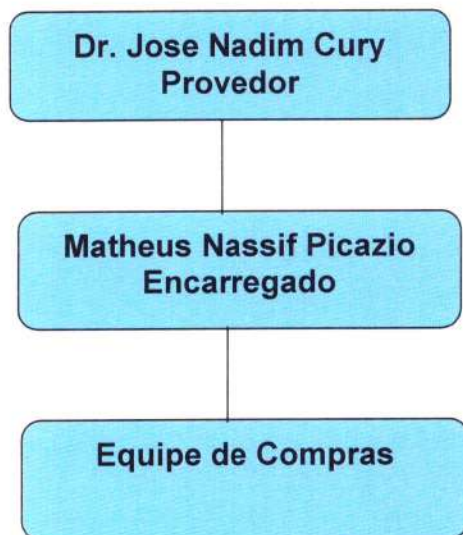 Dr. Jose Nadim Cury
Provedor
Matheus Nassif Picazio
Encarregado
Equipe de Compras